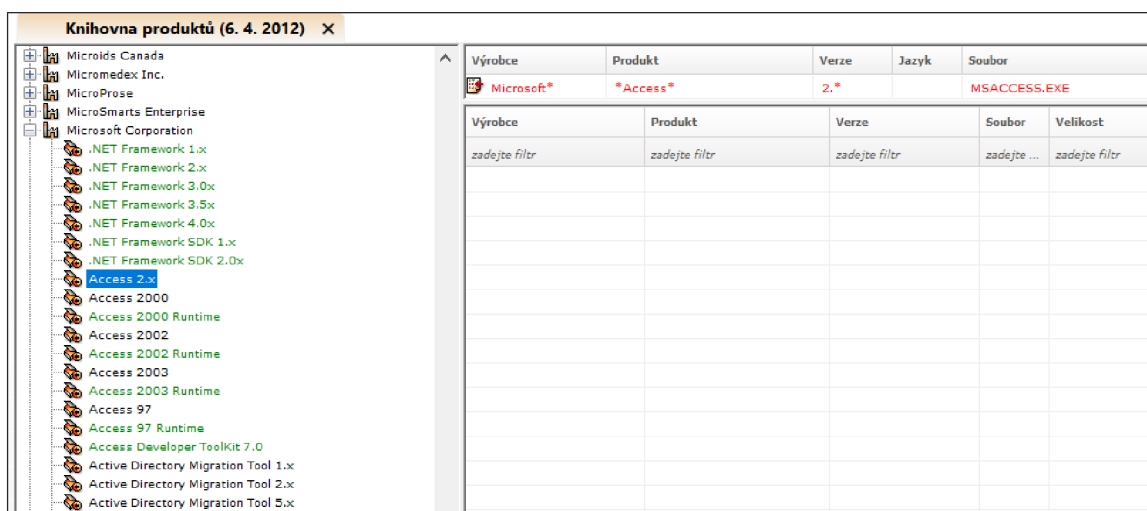 Knihovna produktů (6. 4. 2012) ×
Microids Canada
Micromedex Inc.
MicroProse
MicroSmarts Enterprise
Microsoft Corporation
.NET Framework 1.x
.NET Framework 2.x
.NET Framework 3.0x
.NET Framework 3.5x
.NET Framework 4.0x
.NET Framework SDK 1.x
.NET Framework SDK 2.0x
Access 2.x
Access 2000
Access 2000 Runtime
Access 2002
Access 2002 Runtime
Access 2003
Access 2003 Runtime
Access 97
Access 97 Runtime
Access Developer ToolKit 7.0
Active Directory Migration Tool 1.x
Active Directory Migration Tool 2.x
Active Directory Migration Tool 5.x
Výrobce Produkt Verze Jazyk Soubor
Microsoft* *Access* 2.* MSACCESS.EXE
Výrobce Produkt Verze Soubor Velikost
zadejte filtr zadejte filtr zadejte filtr zadejte ... zadejte filtr